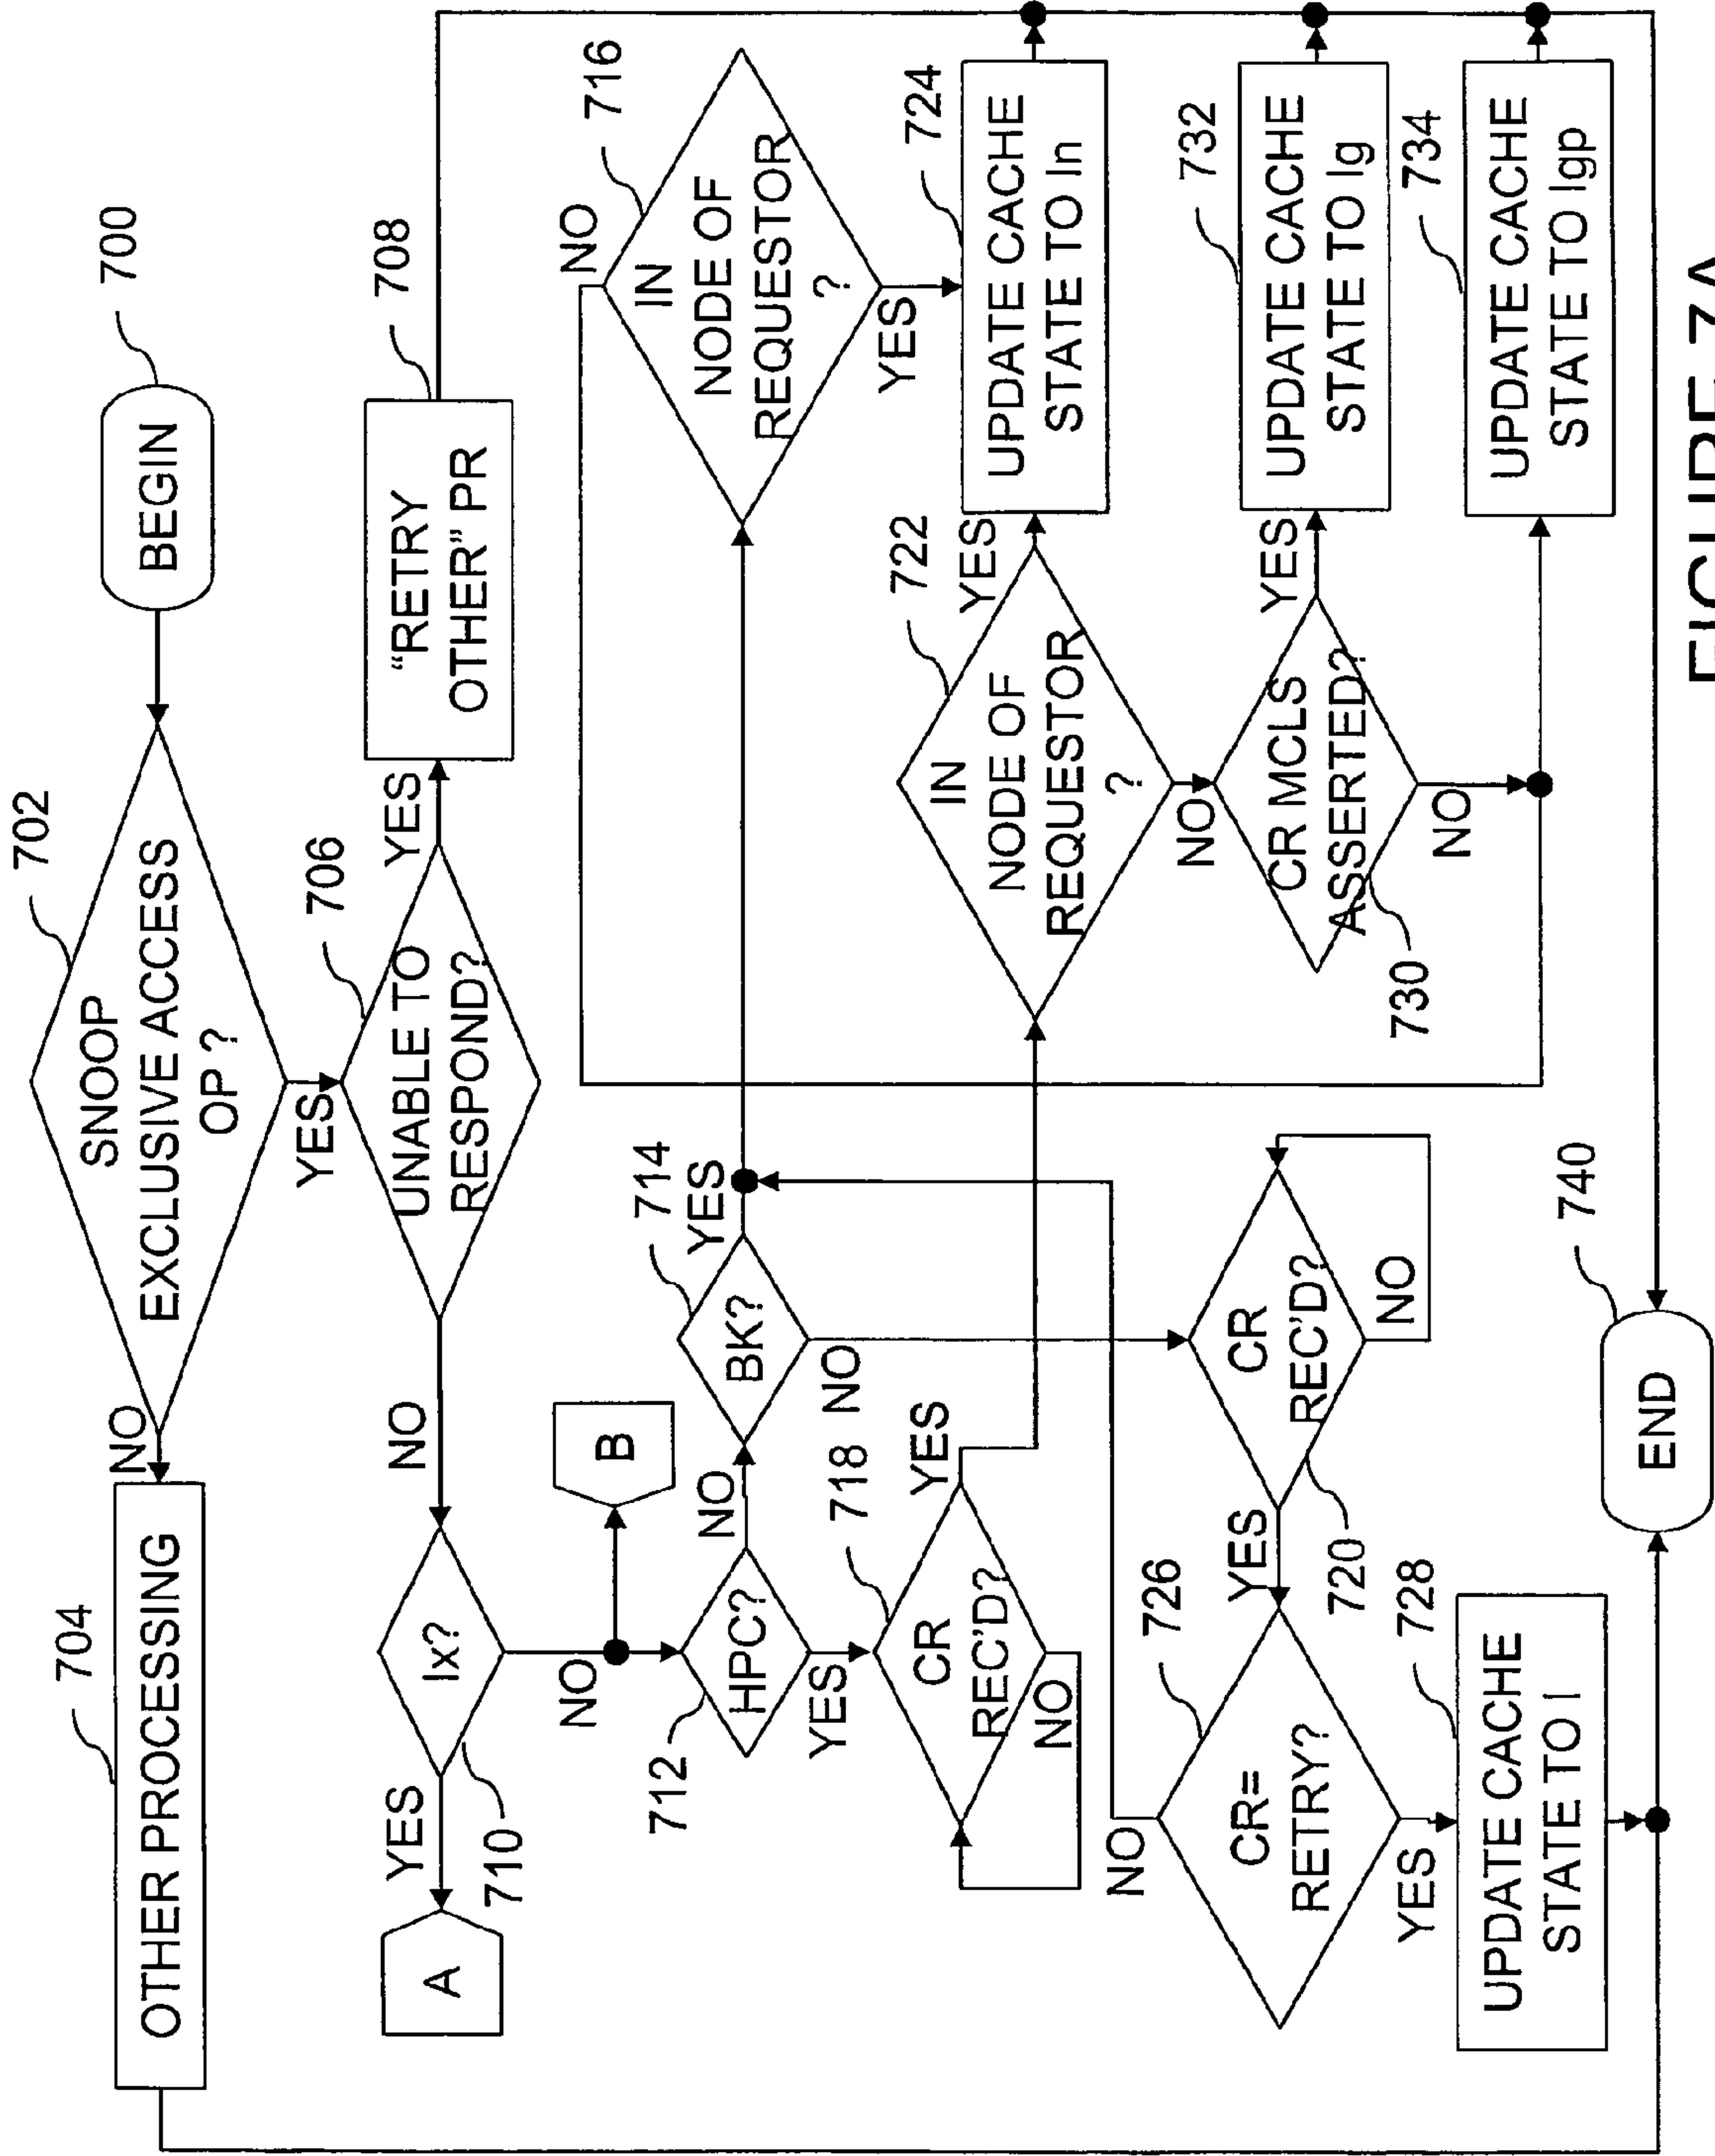 700
BEGIN
702
SNOOP
EXCLUSIVE ACCESS
OP ?
NO
YES
704
OTHER PROCESSING
706
UNABLE TO
RESPOND?
YES
NO
708
"RETRY
OTHER" PR
Ix?
YES
710
A
NO
B
HPC?
712
NO
YES
714
BK?
YES
NO
716
IN
NODE OF
REQUESTOR
?
NO
YES
718
CR
REC'D?
YES
NO
CR
REC'D?
720
NO
YES
722
IN
NODE OF
REQUESTOR
?
YES
NO
724
UPDATE CACHE
STATE TO In
726
CR=
RETRY?
NO
YES
728
UPDATE CACHE
STATE TO I
CR MCLS
ASSERTED?
730
YES
NO
732
UPDATE CACHE
STATE TO Ig
734
UPDATE CACHE
STATE TO Igp
740
END
FIGURE 7A